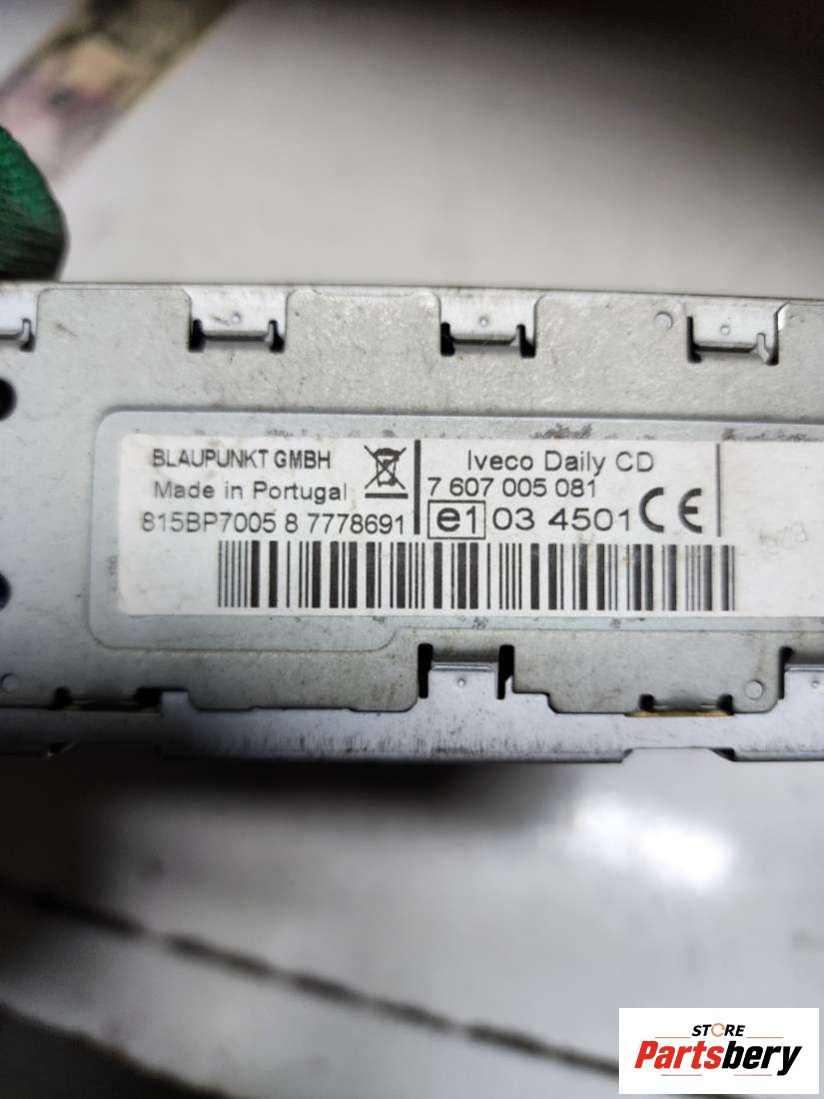 BLAUPUNKT GMBH
Made in Portugal
815BP7005 8 7778691
Iveco Daily CD
7 607 005 081
e1 03 4501 CE
STORE
Partsbery